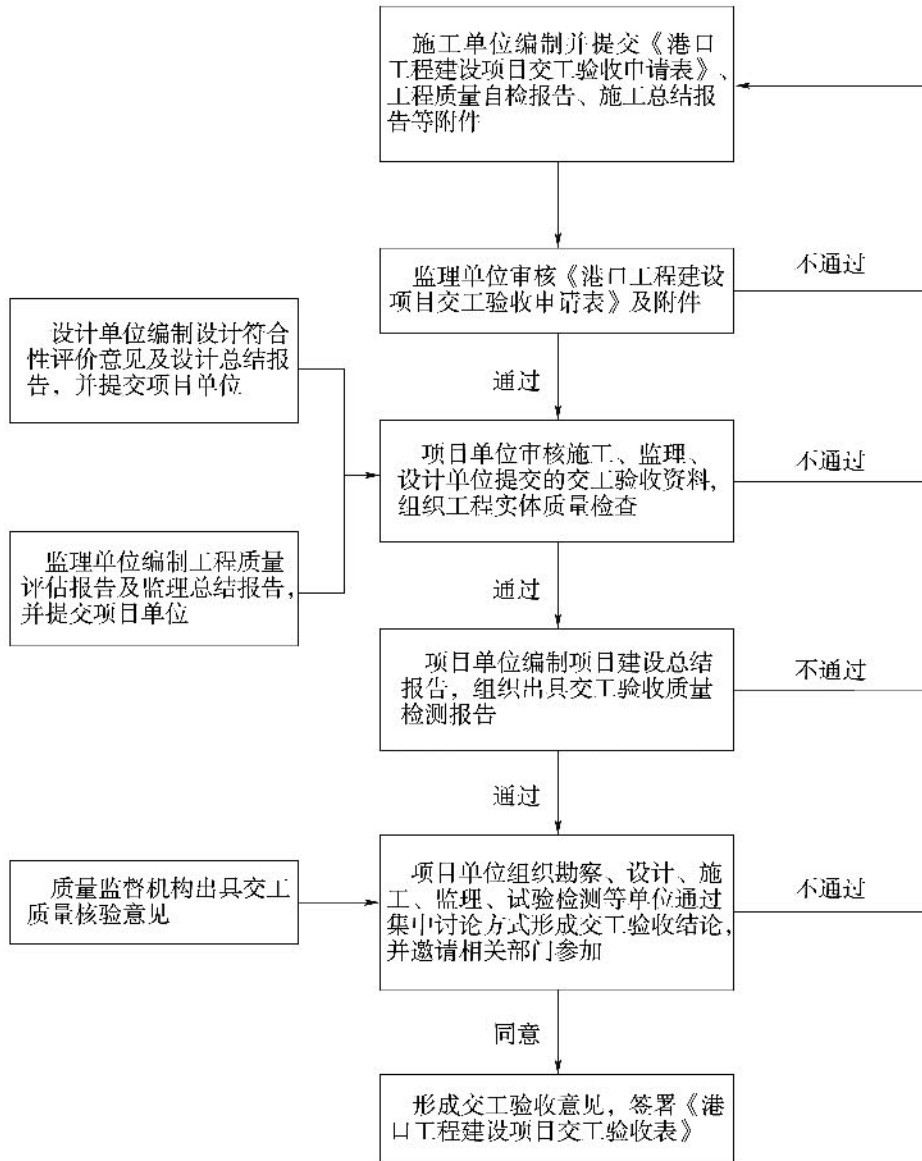 施工单位编制并提交《港口
工程建设项目交工验收申请表》、
工程质量自检报告、施工总结报
告等附件
监理单位审核《港口工程建设
项目交工验收申请表》及附件
不通过
设计单位编制设计符合
性评价意见及设计总结报
告，并提交项目单位
通过
项目单位审核施工、监理、
设计单位提交的交工验收资料，
组织工程实体质量检查
不通过
监理单位编制工程质量
评估报告及监理总结报告，
并提交项目单位
通过
项目单位编制项目建设总结
报告，组织出具交工验收质量
检测报告
不通过
通过
质量监督机构出具交工
质量核验意见
项目单位组织勘察、设计、施
工、监理、试验检测等单位通过
集中讨论方式形成交工验收结论，
并邀请相关部门参加
不通过
同意
形成交工验收意见，签署《港
口工程建设项目交工验收表》